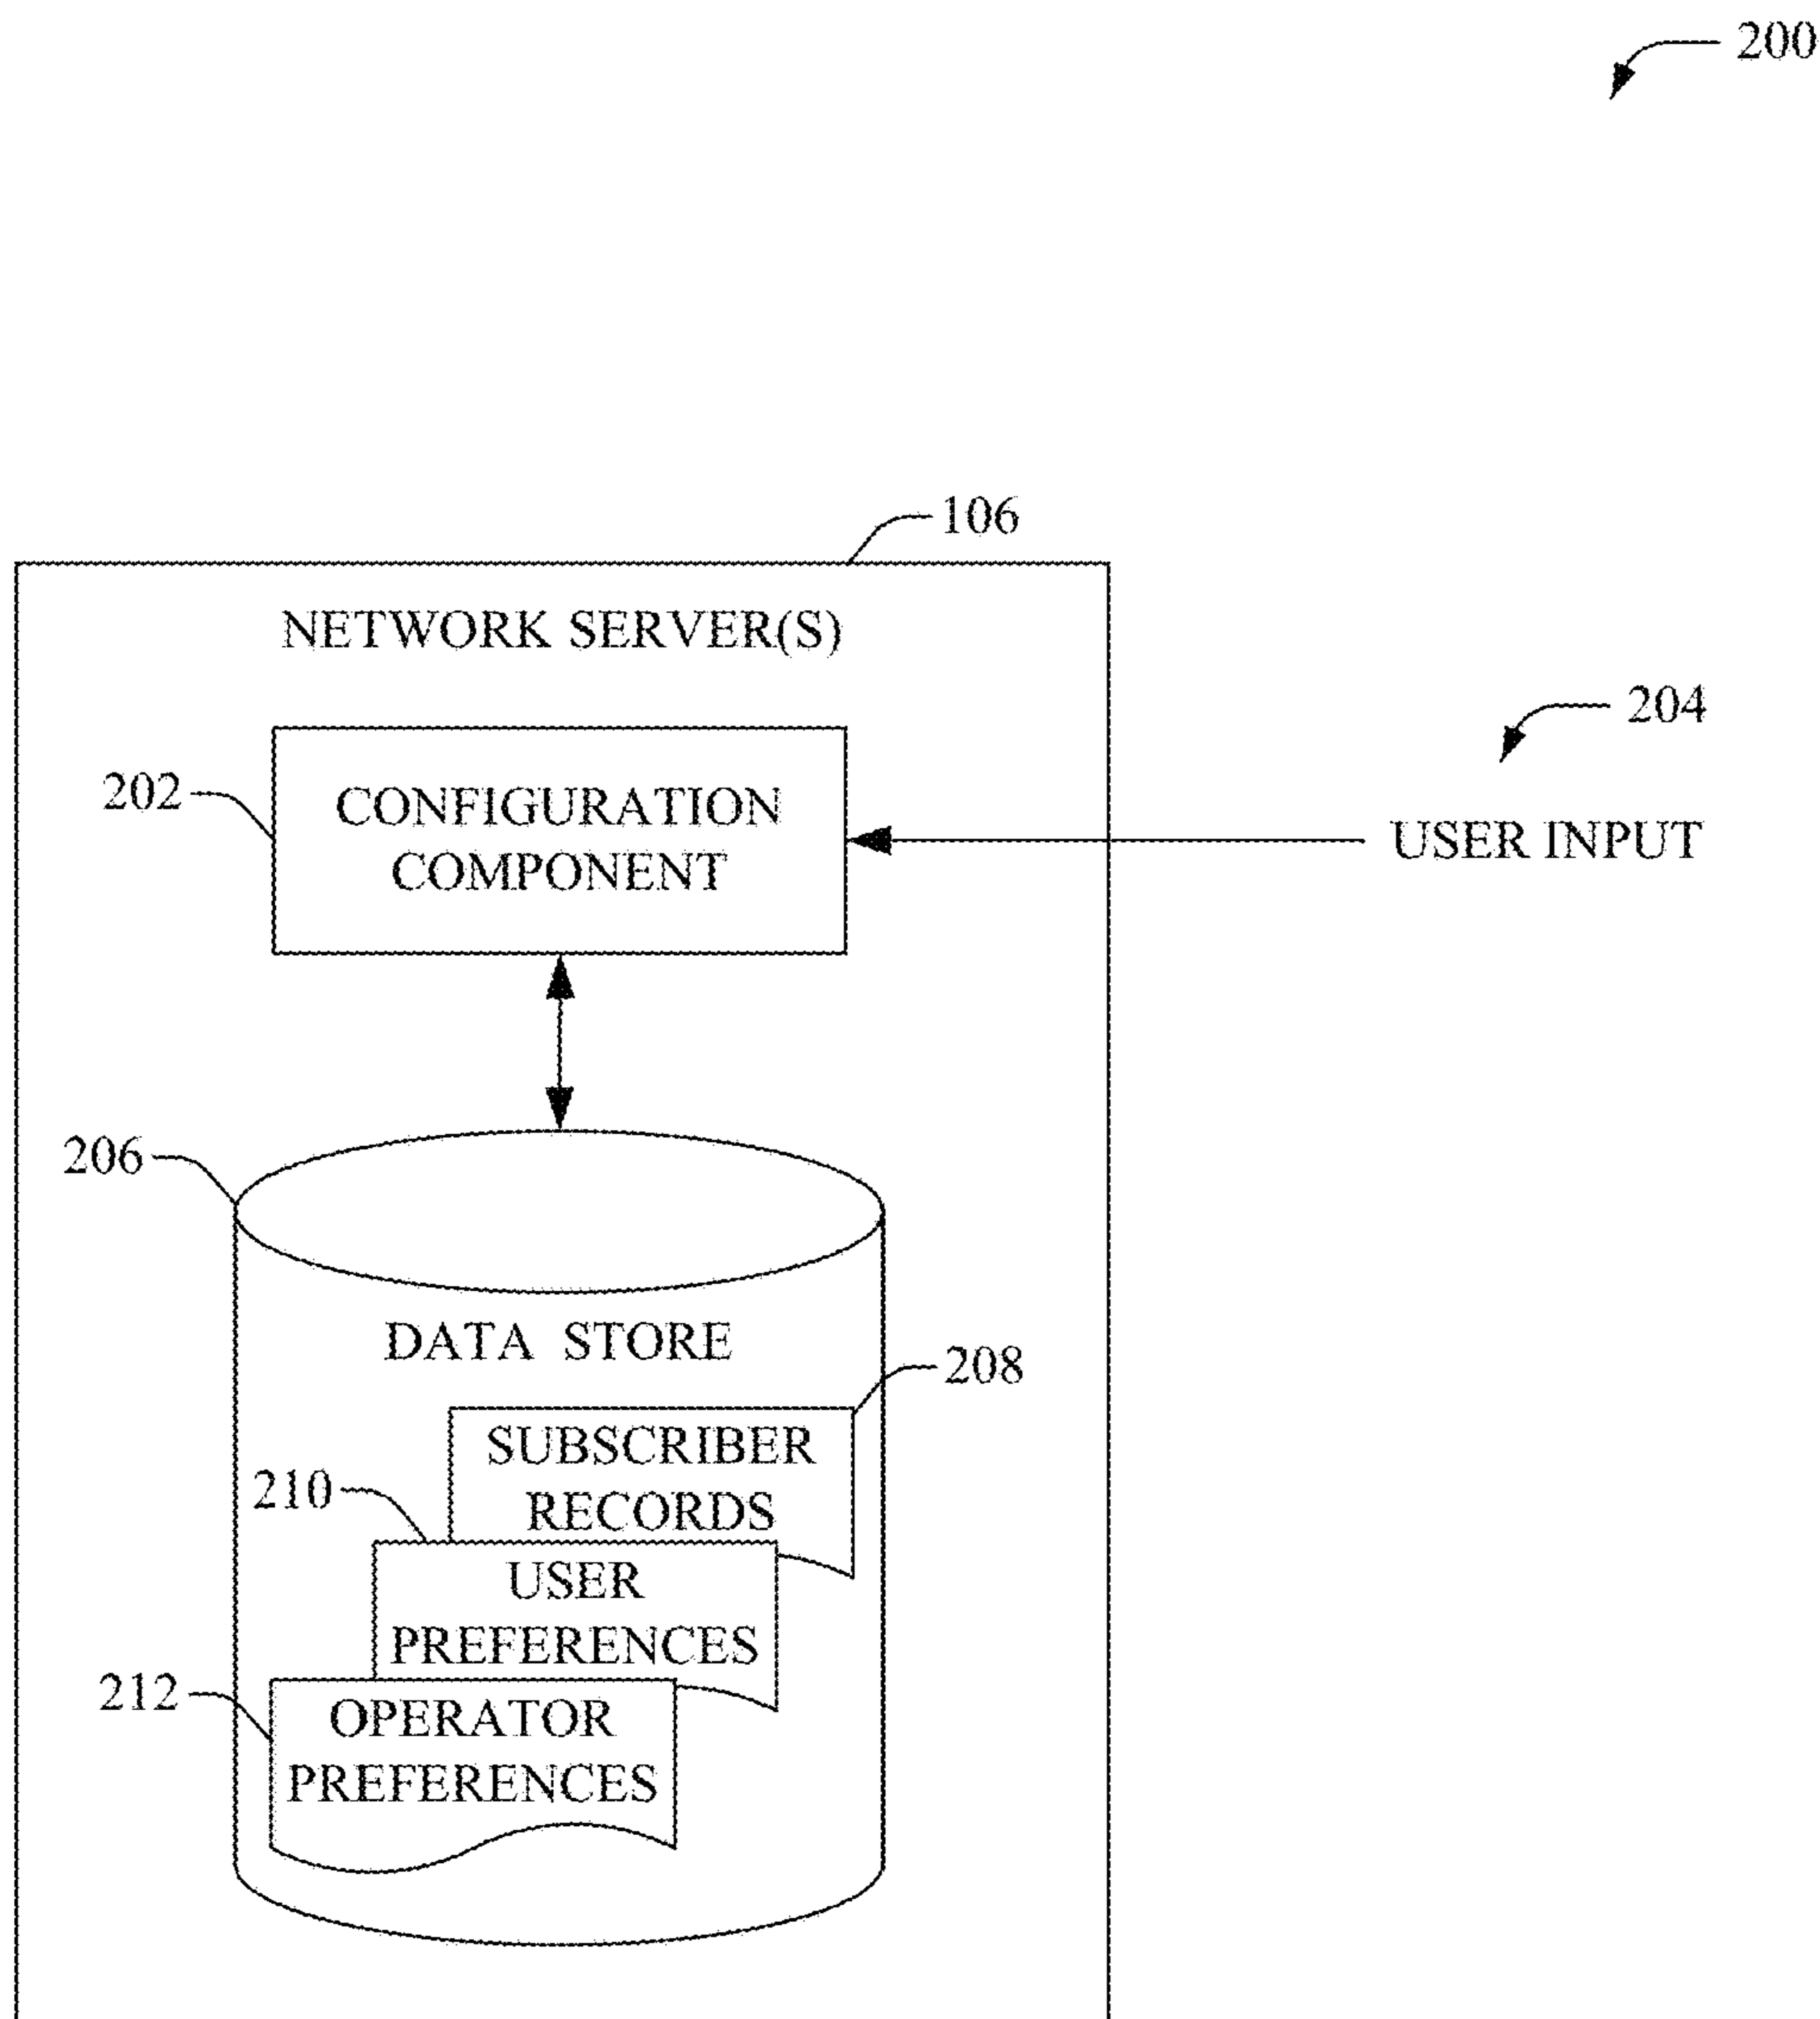 200
106
NETWORK SERVER(S)
204
202
CONFIGURATION
COMPONENT
USER INPUT
206
DATA STORE
208
SUBSCRIBER
RECORDS
210
USER
PREFERENCES
212
OPERATOR
PREFERENCES